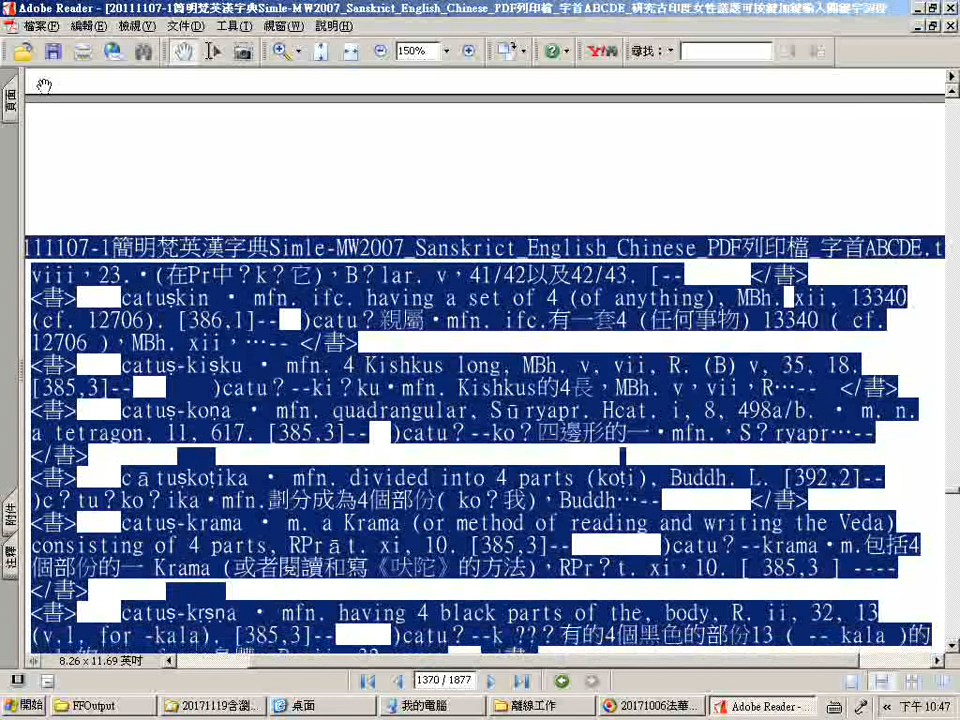 Adobe Reader - [20111107-1簡明梵英漢字典Simle-MW2007_Sanskrict_English_Chinese_PDF列印檔_字首ABCDE_研究古印度女性議題可按
檔案(F) 編輯(E) 檢視(V) 文件(D) 工具(T) 視窗(W) 說明(H)
150% 尋找:
頁面
111107-1簡明梵英漢字典Simle-MW2007_Sanskrict_English_Chinese_PDF列印檔_字首ABCDE.t
viii，23.‧(在Pr中？k？它)，B？lar. v，41/42以及42/43. [-- </書>
<書> catuṣkin ‧ mfn. ifc. having a set of 4 (of anything), MBh. xii, 13340
(cf. 12706). [386,1]-- )catu？親屬‧mfn. ifc.有一套4 (任何事物) 13340 ( cf.
12706 )，MBh. xii，…-- </書>
<書> catuṣ-kiṣku ‧ mfn. 4 Kishkus long, MBh. v, vii, R. (B) v, 35, 18.
[385,3]-- )catu？--ki？ku‧mfn. Kishkus的4長，MBh. v，vii，R…-- </書>
<書> catuṣ-koṇa ‧ mfn. quadrangular, Sūryapr. Hcat. i, 8, 498a/b. ‧ m. n.
a tetragon, 11, 617. [385,3]-- )catu？--ko？四邊形的一‧mfn.，S？ryapr…--
</書>
<書> cātuṣkoṭika ‧ mfn. divided into 4 parts (koṭi), Buddh. L. [392,2]--
)c？tu？ko？ika‧mfn.劃分成為4個部份( ko？我)，Buddh…-- </書>
<書> catuṣ-krama ‧ m. a Krama (or method of reading and writing the Veda)
consisting of 4 parts, RPrāt. xi, 10. [385,3]-- )catu？--krama‧m.包括4
個部份的一 Krama (或者閱讀和寫《吠陀》的方法)，RPr？t. xi，10. [ 385,3 ] ----
</書>
<書> catuṣ-kṛṣṇa ‧ mfn. having 4 black parts of the, body, R. ii, 32, 13
(v.l. for -kala). [385,3]-- )catu？--k ???有的4個黑色的部份13 ( -- kala )的
附件
注釋
8.26 x 11.69 英吋
1370 / 1877
開始 FFOutput 20171119含瀏... 桌面 我的電腦 離線工作 20171006法華... Adobe Reader - [... 下午 10:47